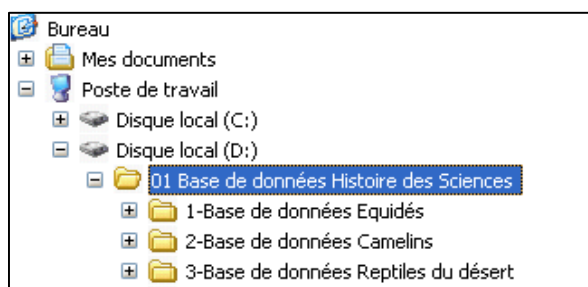 Bureau
Mes documents
Poste de travail
Disque local (C:)
Disque local (D:)
01 Base de données Histoire des Sciences
1-Base de données Equidés
2-Base de données Camelins
3-Base de données Reptiles du désert